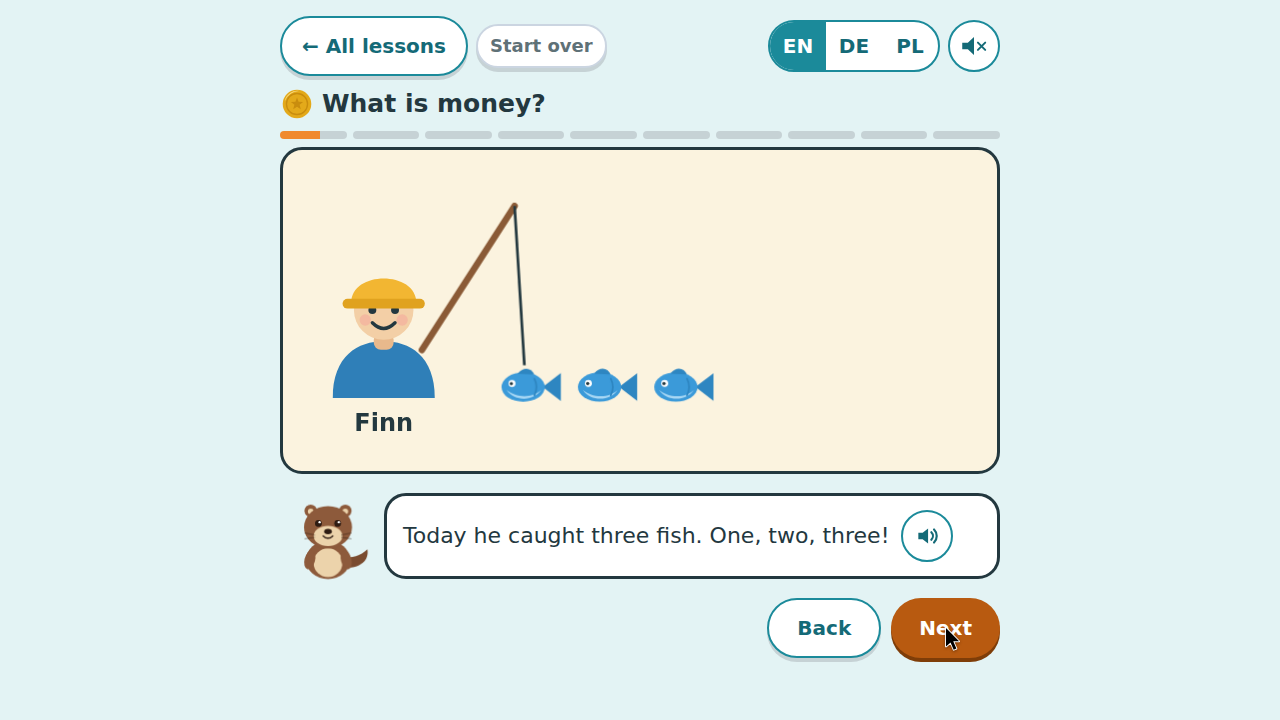 ← All lessons
Start over
EN DE PL
What is money?
Finn
Today he caught three fish. One, two, three!
Back
Next